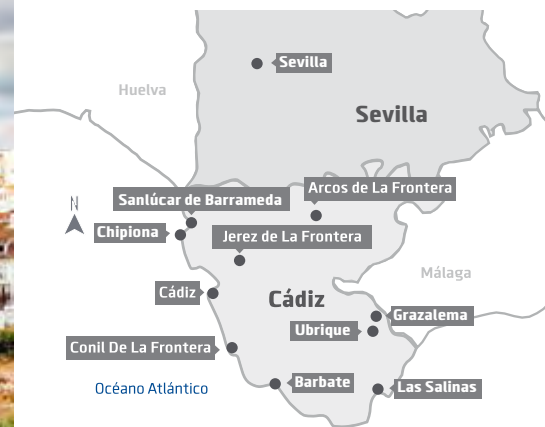 Sevilla
Huelva
Sevilla
Arcos de La Frontera
Sanlúcar de Barrameda
N
Chipiona
Jerez de La Frontera
Málaga
Cádiz
Cádiz
Grazalema
Ubrique
Conil De La Frontera
Océano Atlántico
Barbate
Las Salinas